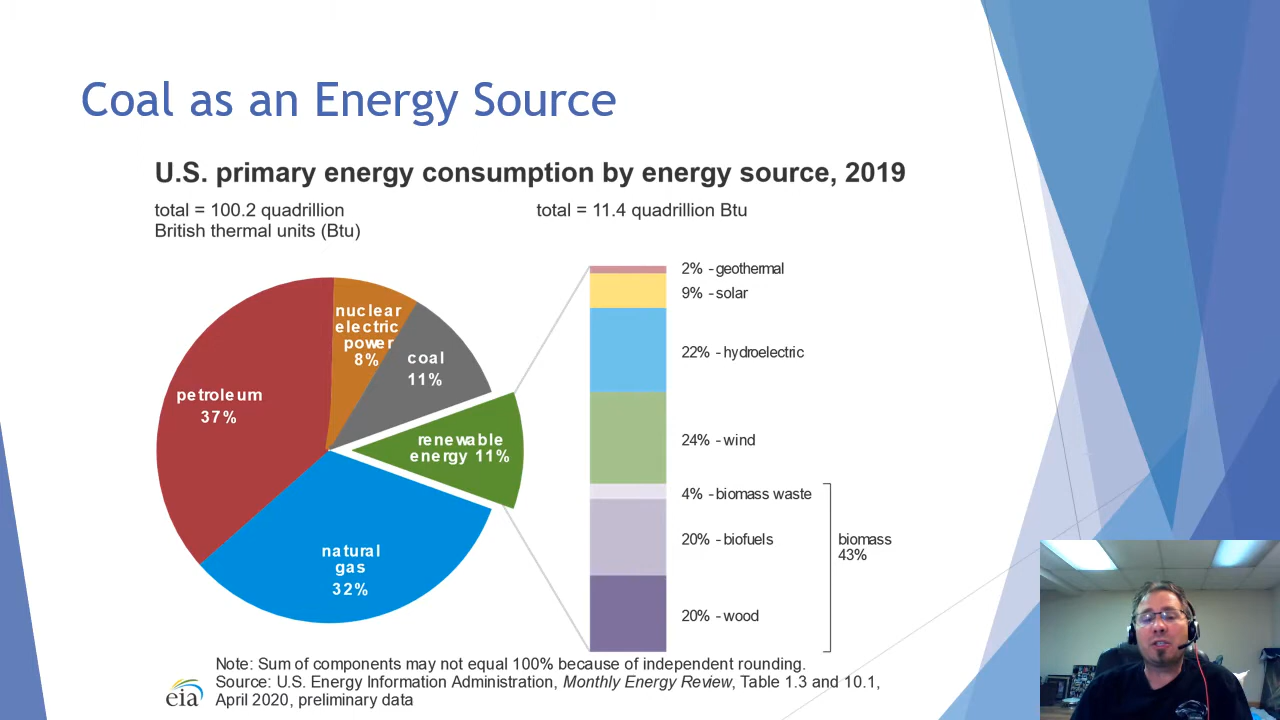 Coal as an Energy Source
U.S. primary energy consumption by energy source, 2019
total = 100.2 quadrillion
British thermal units (Btu)
total = 11.4 quadrillion Btu
nuclear
electric
power
8%
coal
11%
petroleum
37%
renewable
energy 11%
natural
gas
32%
2% - geothermal
9% - solar
22% - hydroelectric
24% - wind
4% - biomass waste
20% - biofuels
20% - wood
biomass
43%
Note: Sum of components may not equal 100% because of independent rounding.
Source: U.S. Energy Information Administration, Monthly Energy Review, Table 1.3 and 10.1,
April 2020, preliminary data
eia